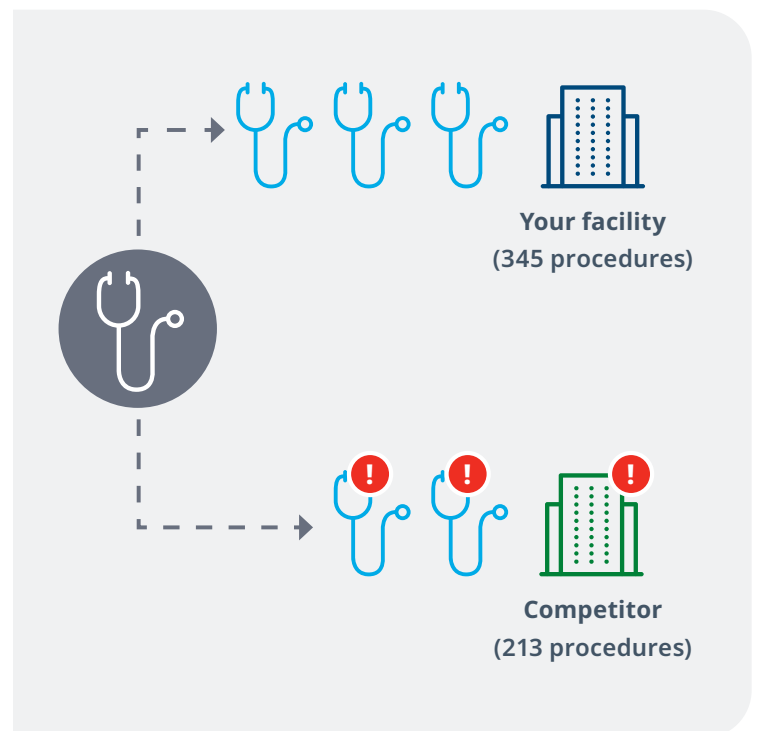 Your facility
(345 procedures)
!
!
!
Competitor
(213 procedures)